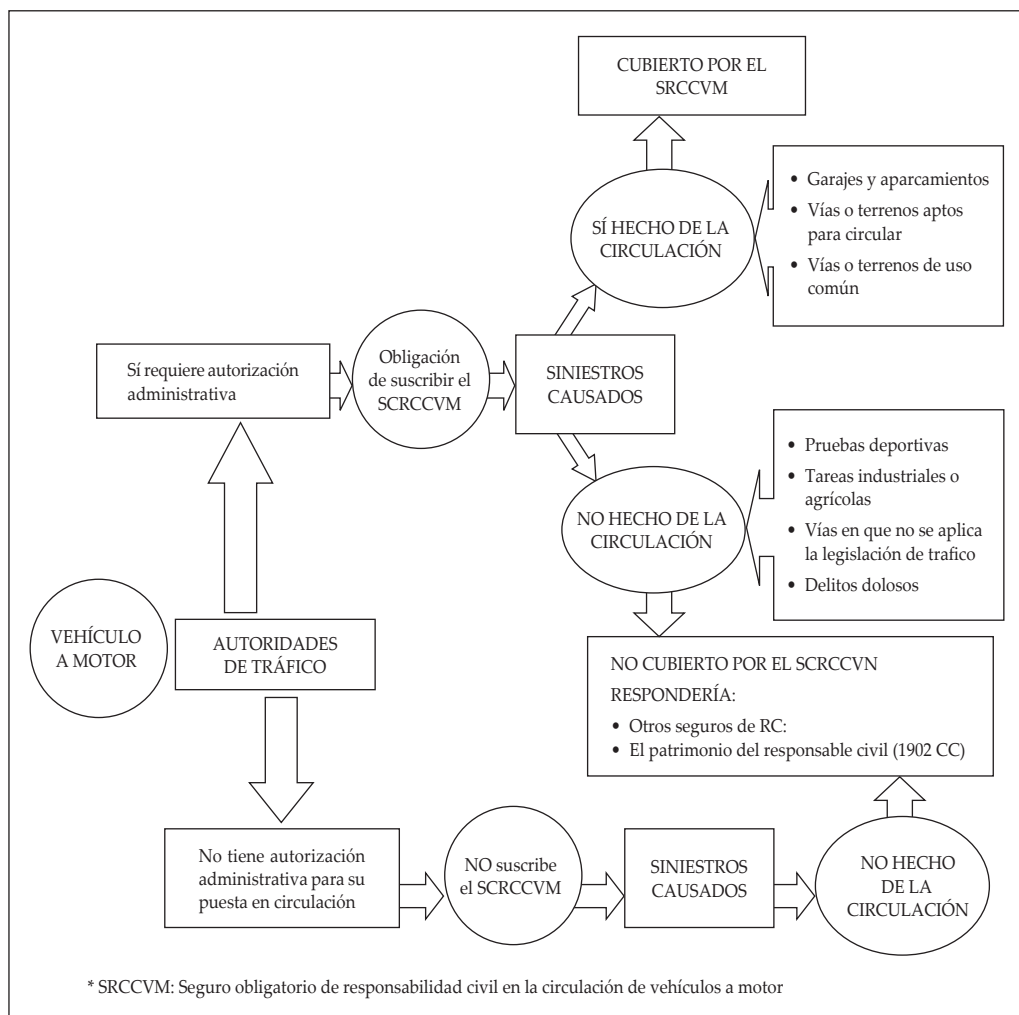 CUBIERTO POR EL
SRCCVM
SÍ HECHO DE LA
CIRCULACIÓN
• Garajes y aparcamientos
• Vías o terrenos aptos
para circular
• Vías o terrenos de uso
común
Sí requiere autorización
administrativa
Obligación
de suscribir el
SCRCCVM
SINIESTROS
CAUSADOS
NO HECHO DE LA
CIRCULACIÓN
• Pruebas deportivas
• Tareas industriales o
agrícolas
• Vías en que no se aplica
la legislación de trafico
• Delitos dolosos
VEHÍCULO
A MOTOR
AUTORIDADES
DE TRÁFICO
NO CUBIERTO POR EL SCRCCVN
RESPONDERÍA:
• Otros seguros de RC:
• El patrimonio del responsable civil (1902 CC)
No tiene autorización
administrativa para su
puesta en circulación
NO suscribe
el SCRCCVM
SINIESTROS
CAUSADOS
NO HECHO
DE LA
CIRCULACIÓN
* SRCCVM: Seguro obligatorio de responsabilidad civil en la circulación de vehículos a motor